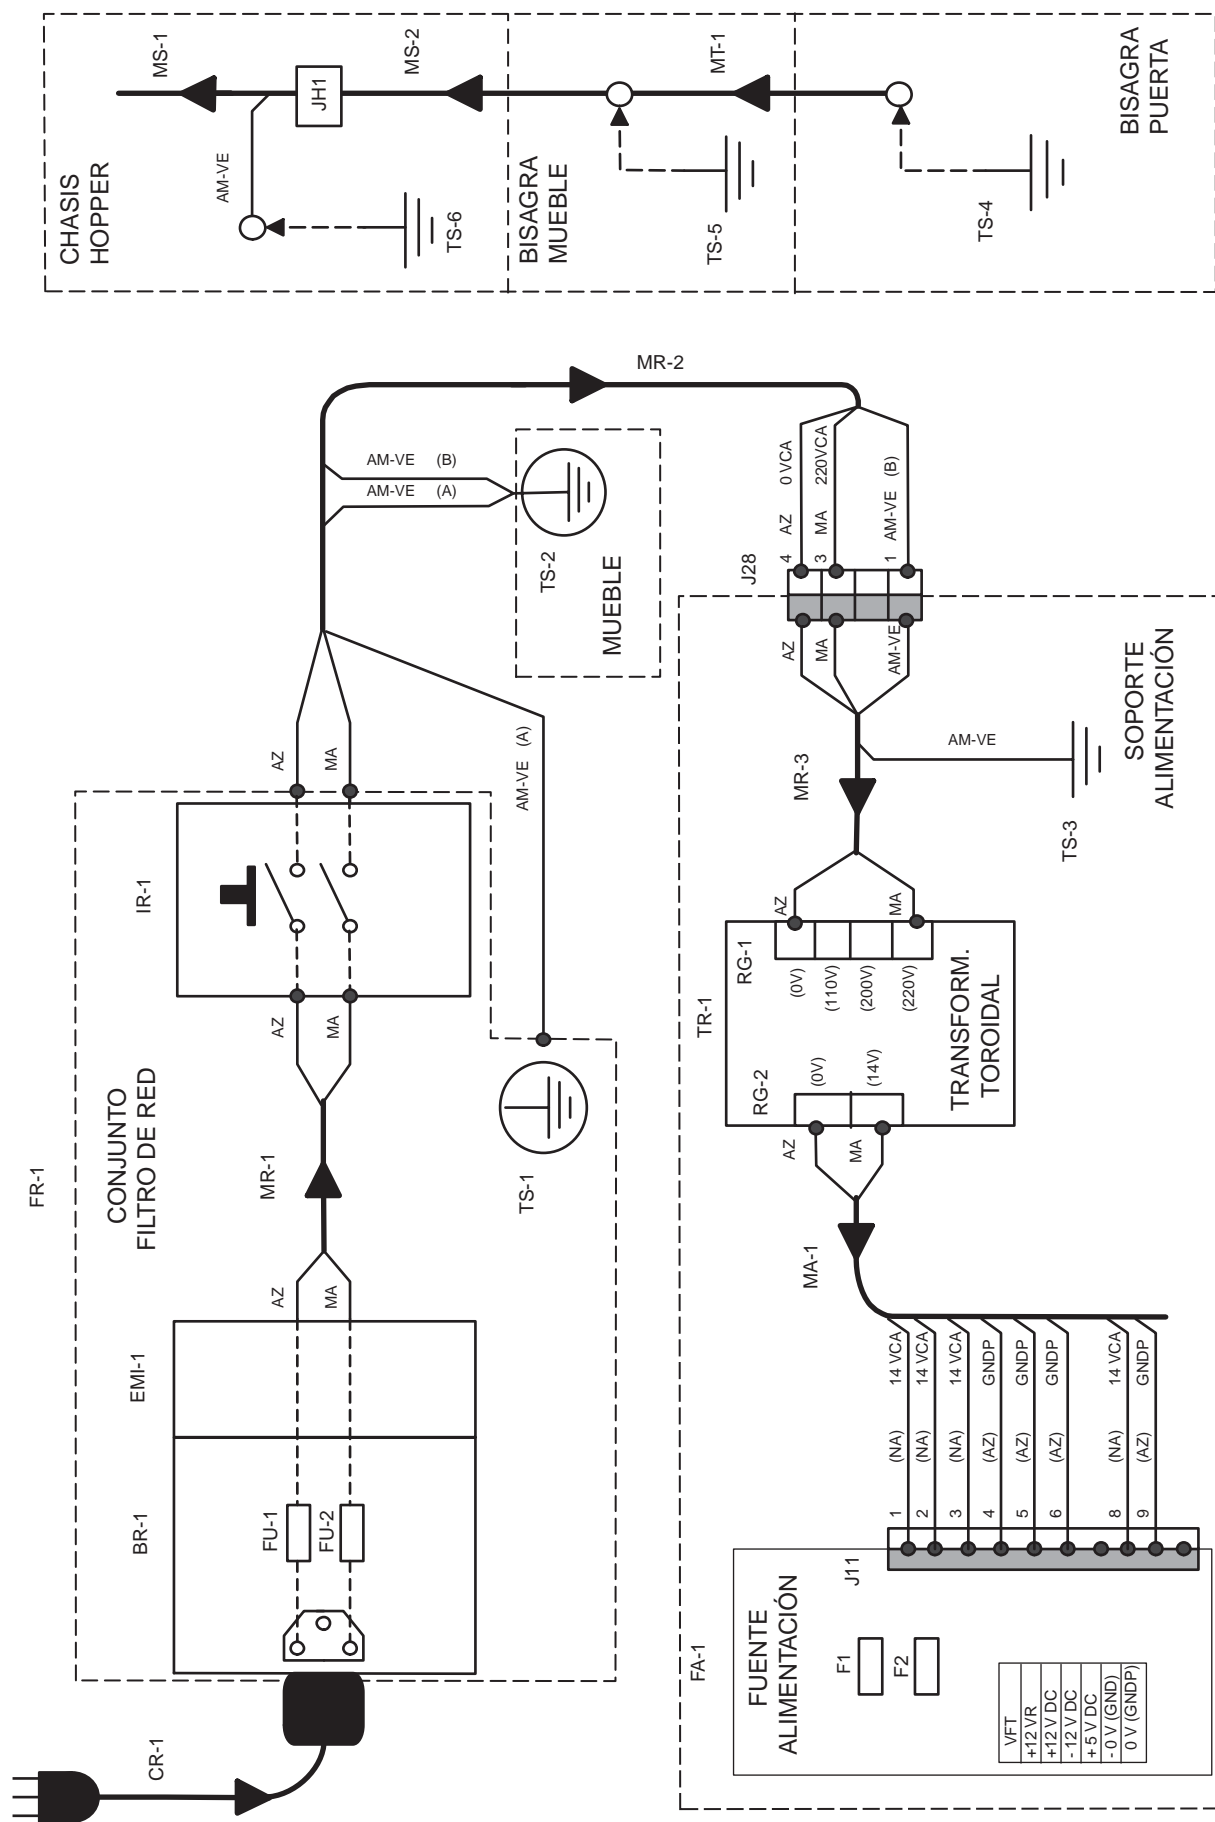 MS-1
MS-2
MT-1
JH1
AM-VE
CHASIS
HOPPER
TS-6
BISAGRA
MUEBLE
TS-5
TS-4
BISAGRA
PUERTA
MR-2
AM-VE (B)
AM-VE (A)
TS-2
MUEBLE
AZ 0 VCA
MA 220VCA
AM-VE (B)
4
3
1
J28
AZ
MA
AM-VE
AZ
MA
AM-VE (A)
IR-1
AZ
MA
MR-1
TS-1
FR-1
CONJUNTO
FILTRO DE RED
AZ
MA
EMI-1
BR-1
FU-1
FU-2
CR-1
SOPORTE
ALIMENTACIÓN
MR-3
AM-VE
TS-3
AZ
MA
TR-1
RG-1
(0V)
(110V)
(200V)
(220V)
RG-2
(0V)
(14V)
TRANSFORM.
TOROIDAL
AZ
MA
MA-1
1 (NA) 14 VCA
2 (NA) 14 VCA
3 (NA) 14 VCA
4 (AZ) GNDP
5 (AZ) GNDP
6 (AZ) GNDP
8 (NA) 14 VCA
9 (AZ) GNDP
J11
FA-1
FUENTE
ALIMENTACIÓN
F1
F2
VFT
+12 VR
+12 V DC
- 12 V DC
+ 5 V DC
- 0 V (GND)
0 V (GNDP)